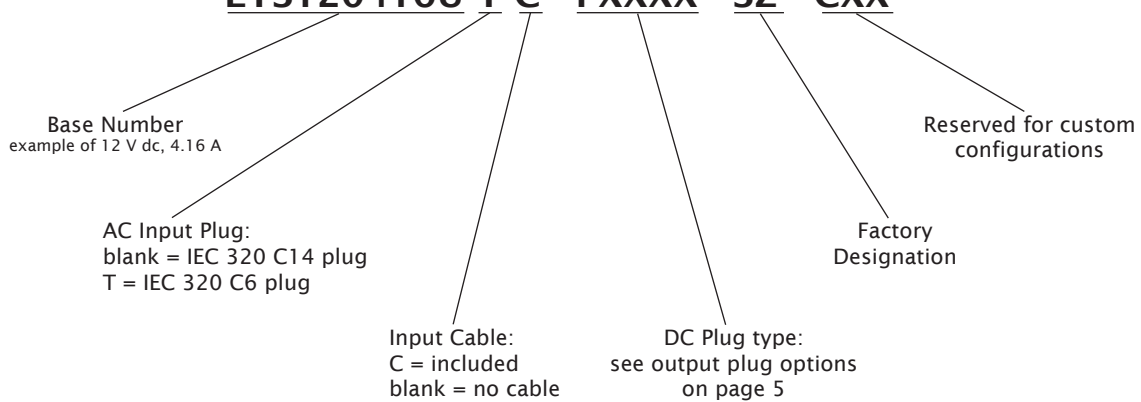 Base Number
example of 12 V dc, 4.16 A
Reserved for custom
configurations
AC Input Plug:
blank = IEC 320 C14 plug
T = IEC 320 C6 plug
Factory
Designation
Input Cable:
C = included
blank = no cable
DC Plug type:
see output plug options
on page 5